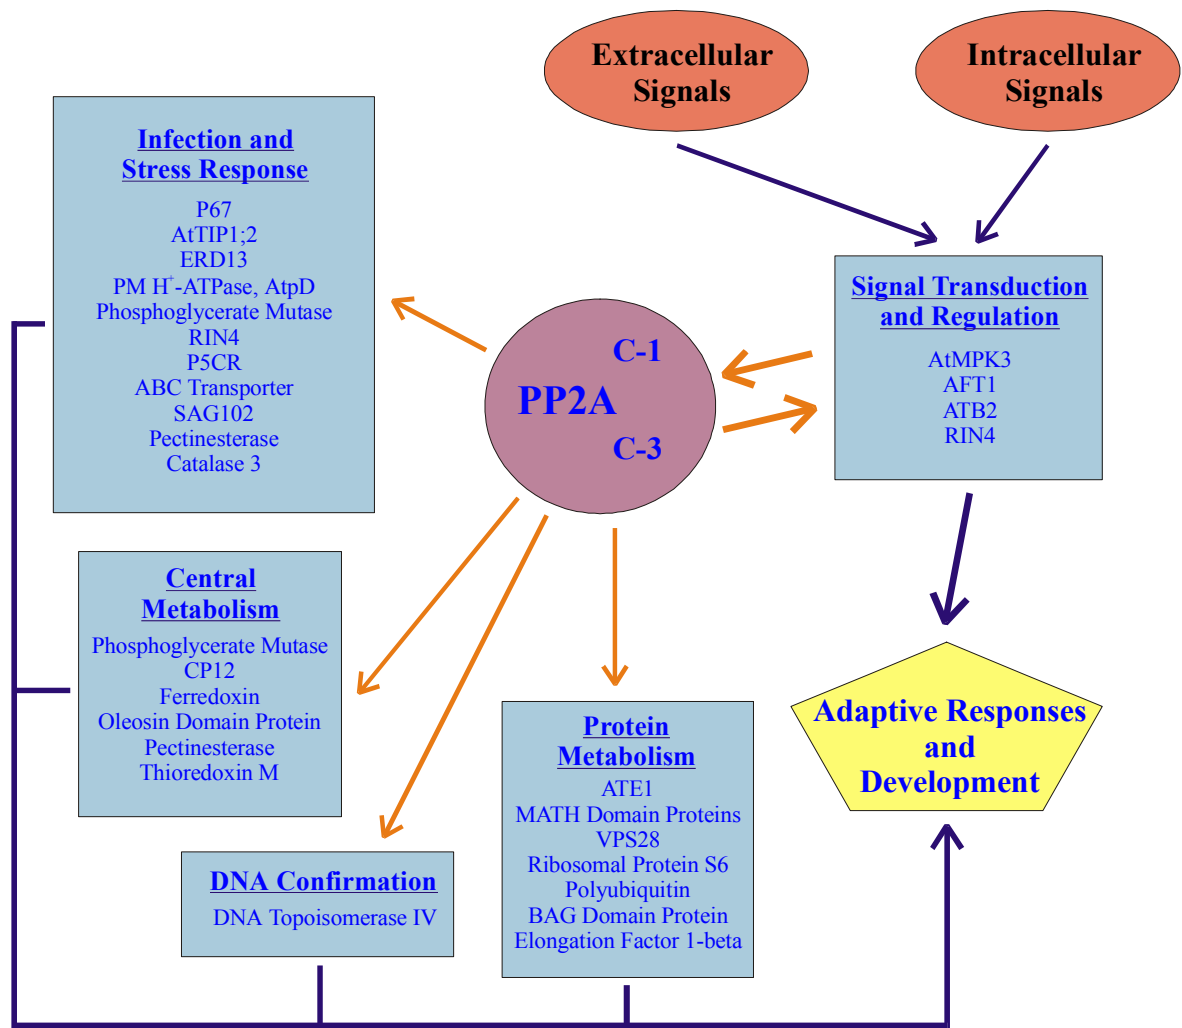 Extracellular
Signals
Intracellular
Signals
Infection and
Stress Response
P67
AtTIP1;2
ERD13
PM H⁺-ATPase, AtpD
Phosphoglycerate Mutase
RIN4
P5CR
ABC Transporter
SAG102
Pectinesterase
Catalase 3
C-1
PP2A
C-3
Signal Transduction
and Regulation
AtMPK3
AFT1
ATB2
RIN4
Central
Metabolism
Phosphoglycerate Mutase
CP12
Ferredoxin
Oleosin Domain Protein
Pectinesterase
Thioredoxin M
Protein
Metabolism
ATE1
MATH Domain Proteins
VPS28
Ribosomal Protein S6
Polyubiquitin
BAG Domain Protein
Elongation Factor 1-beta
Adaptive Responses
and
Development
DNA Confirmation
DNA Topoisomerase IV